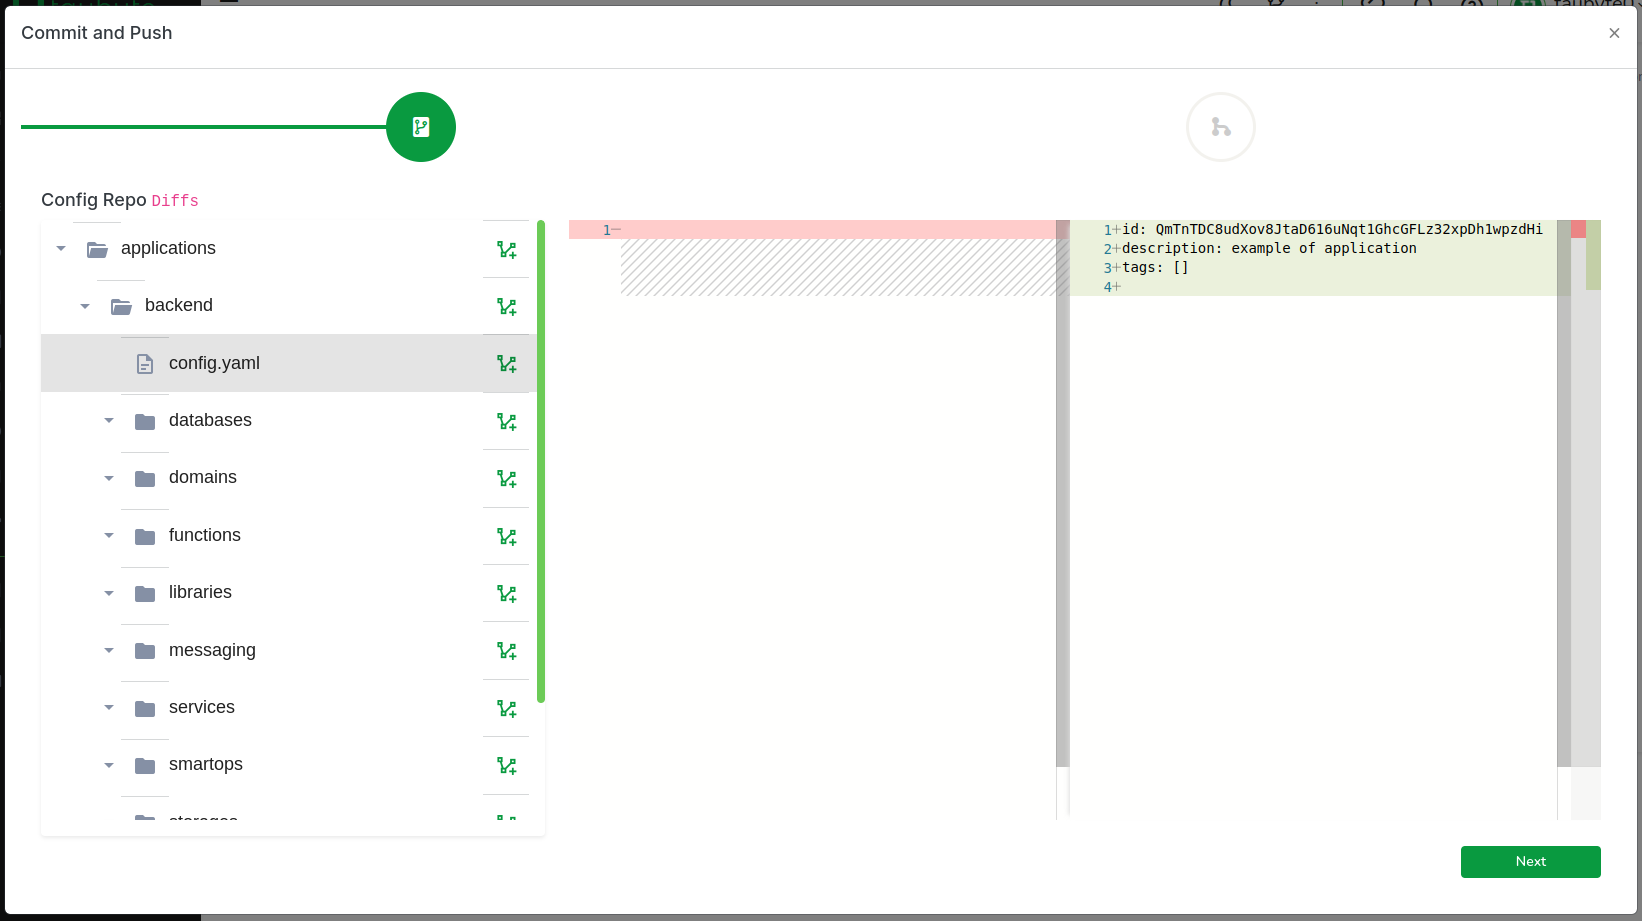 Commit and Push
Config Repo Diffs
applications
backend
config.yaml
databases
domains
functions
libraries
messaging
services
smartops
storages
1-
1+id: QmTnTDC8udXov8JtaD616uNqt1GhcGFLz32xpDh1wpzdHi
2+description: example of application
3+tags: []
4+
Next